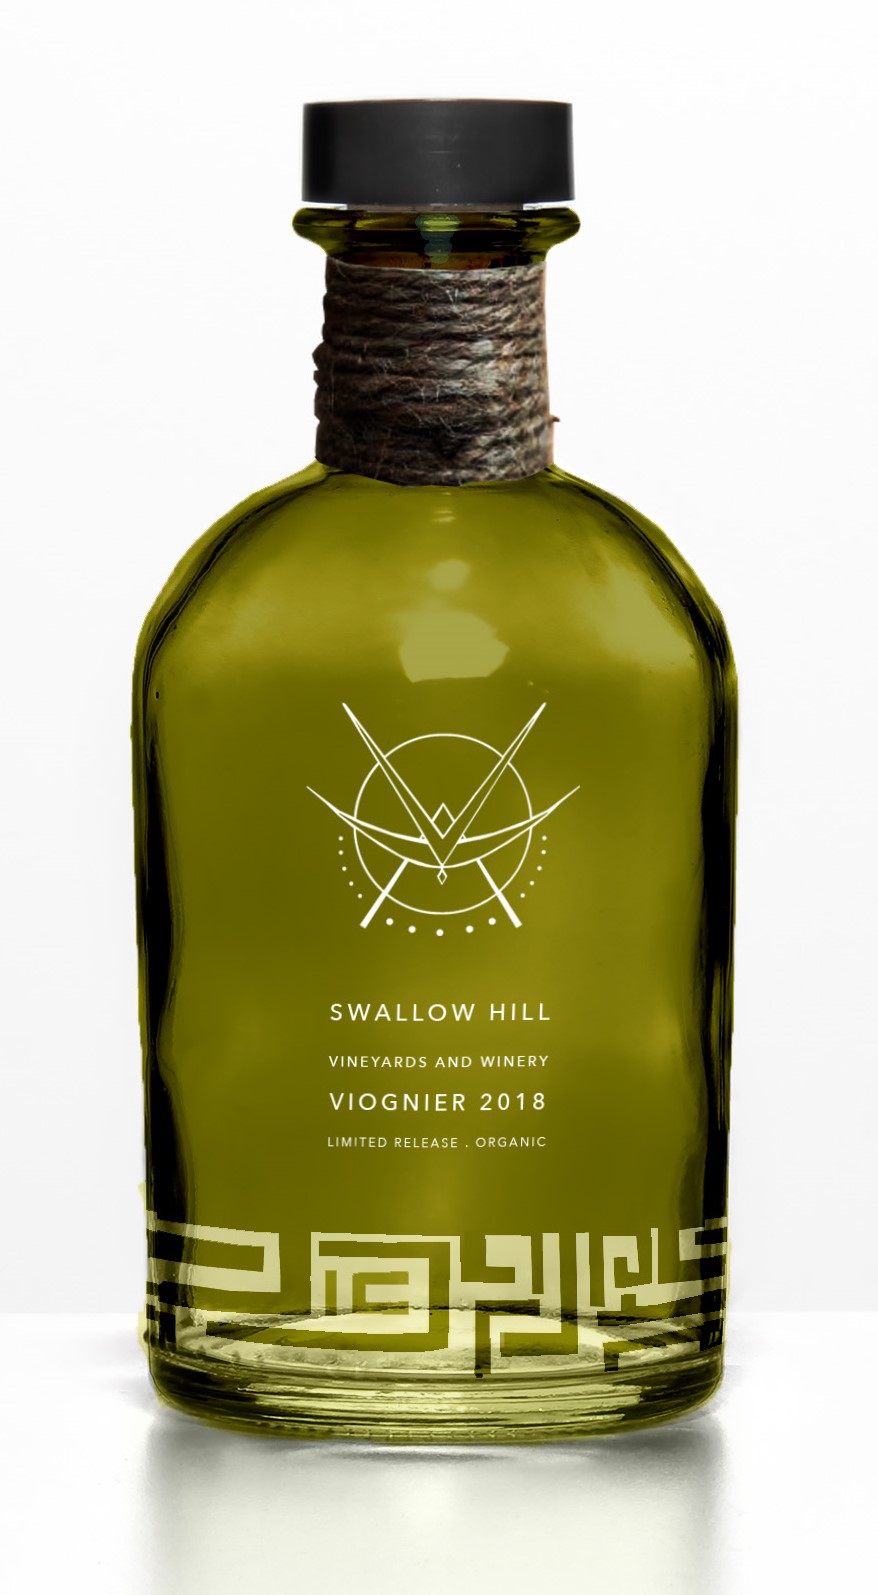 SWALLOW HILL
VINEYARDS AND WINERY
VIOGNIER 2018
LIMITED RELEASE . ORGANIC